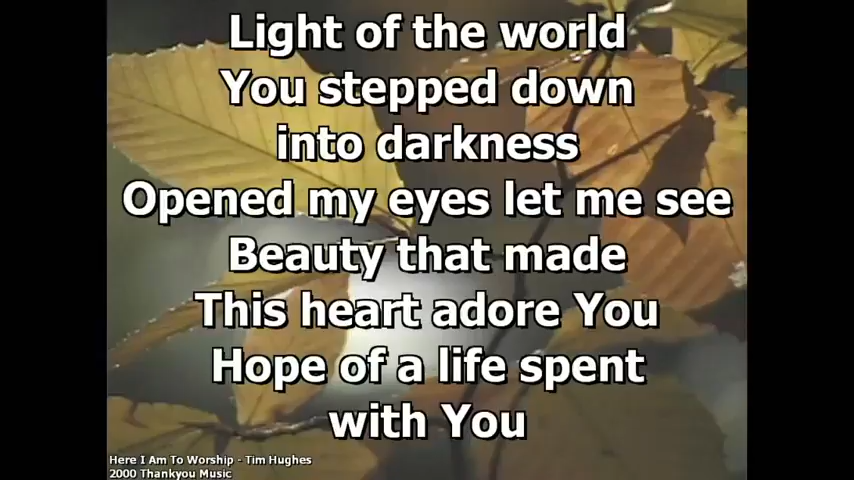 Light of the world
You stepped down
into darkness
Opened my eyes let me see
Beauty that made
This heart adore You
Hope of a life spent
with You
Here I Am To Worship - Tim Hughes
2000 Thankyou Music